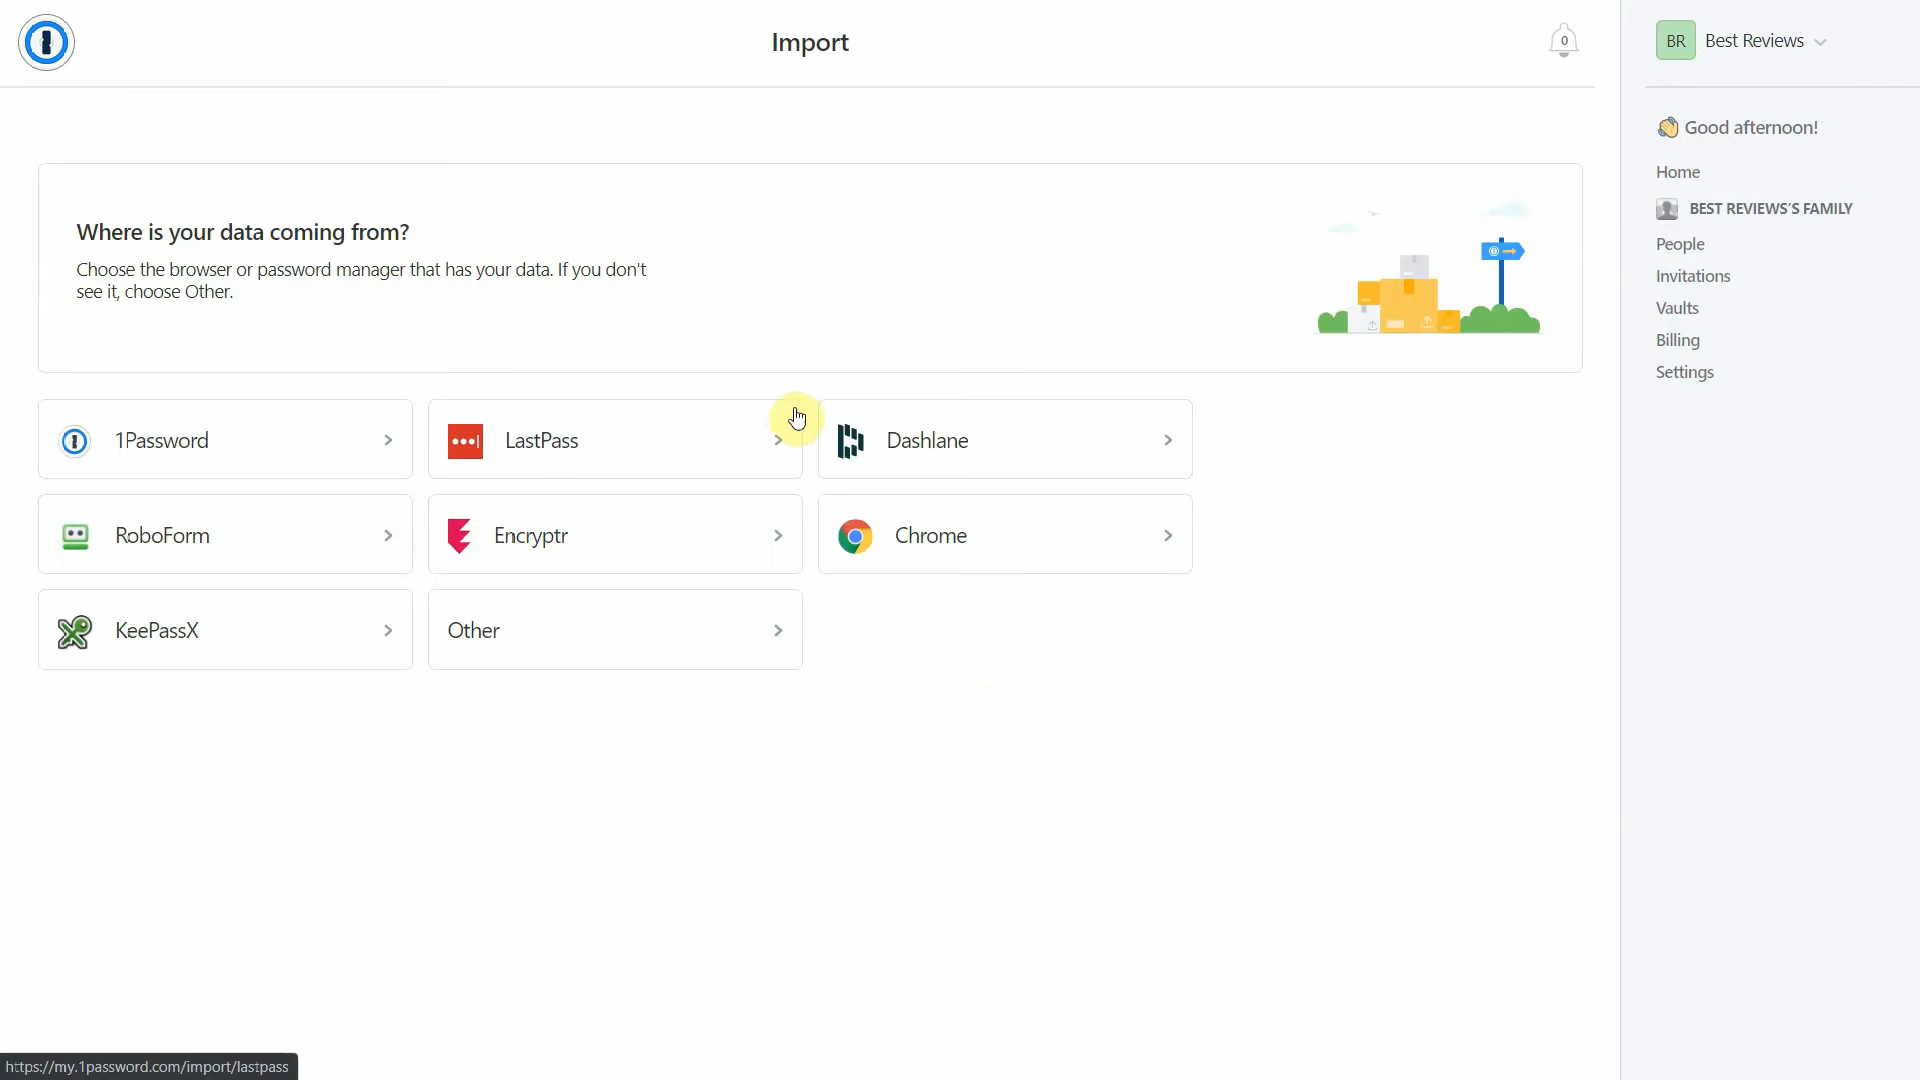 Import
0
BR Best Reviews
👋 Good afternoon!
Home
BEST REVIEWS'S FAMILY
People
Invitations
Vaults
Billing
Settings
Where is your data coming from?
Choose the browser or password manager that has your data. If you don't
see it, choose Other.
1Password
LastPass
Dashlane
RoboForm
Encryptr
Chrome
KeePassX
Other
https://my.1password.com/import/lastpass